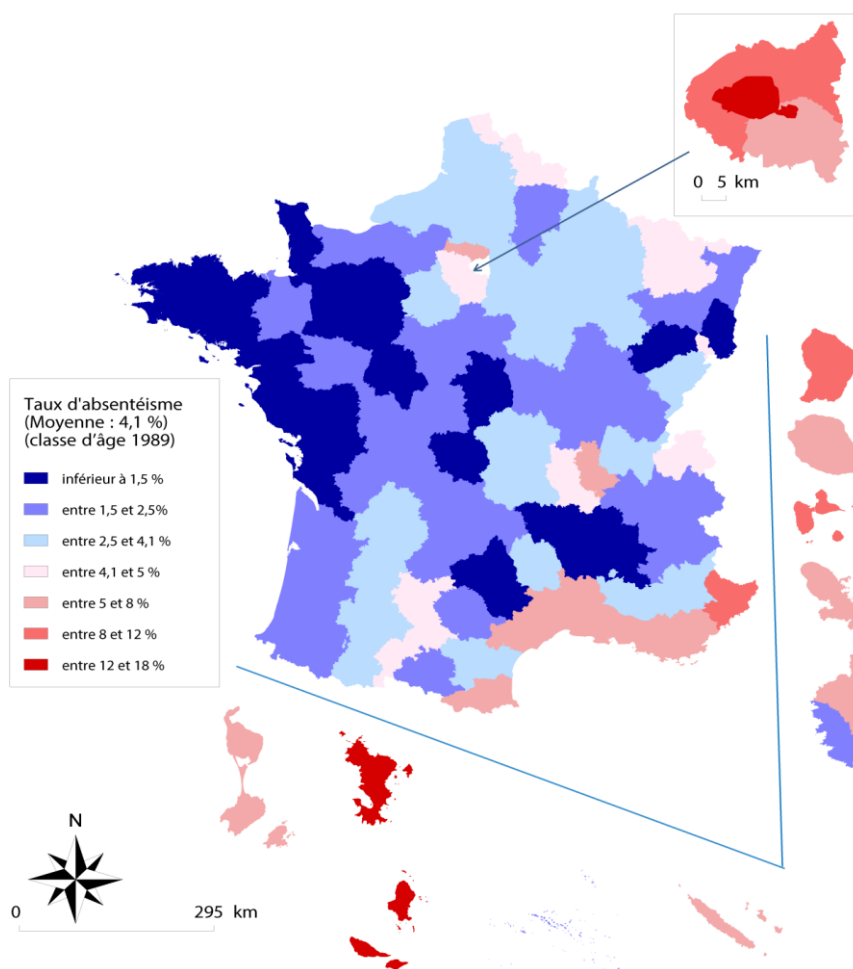 0 5 km
Taux d'absentéisme
(Moyenne : 4,1 %)
(classe d’âge 1989)
inférieur à 1,5 %
entre 1,5 et 2,5%
entre 2,5 et 4,1 %
entre 4,1 et 5 %
entre 5 et 8 %
entre 8 et 12 %
entre 12 et 18 %
N
0 295 km